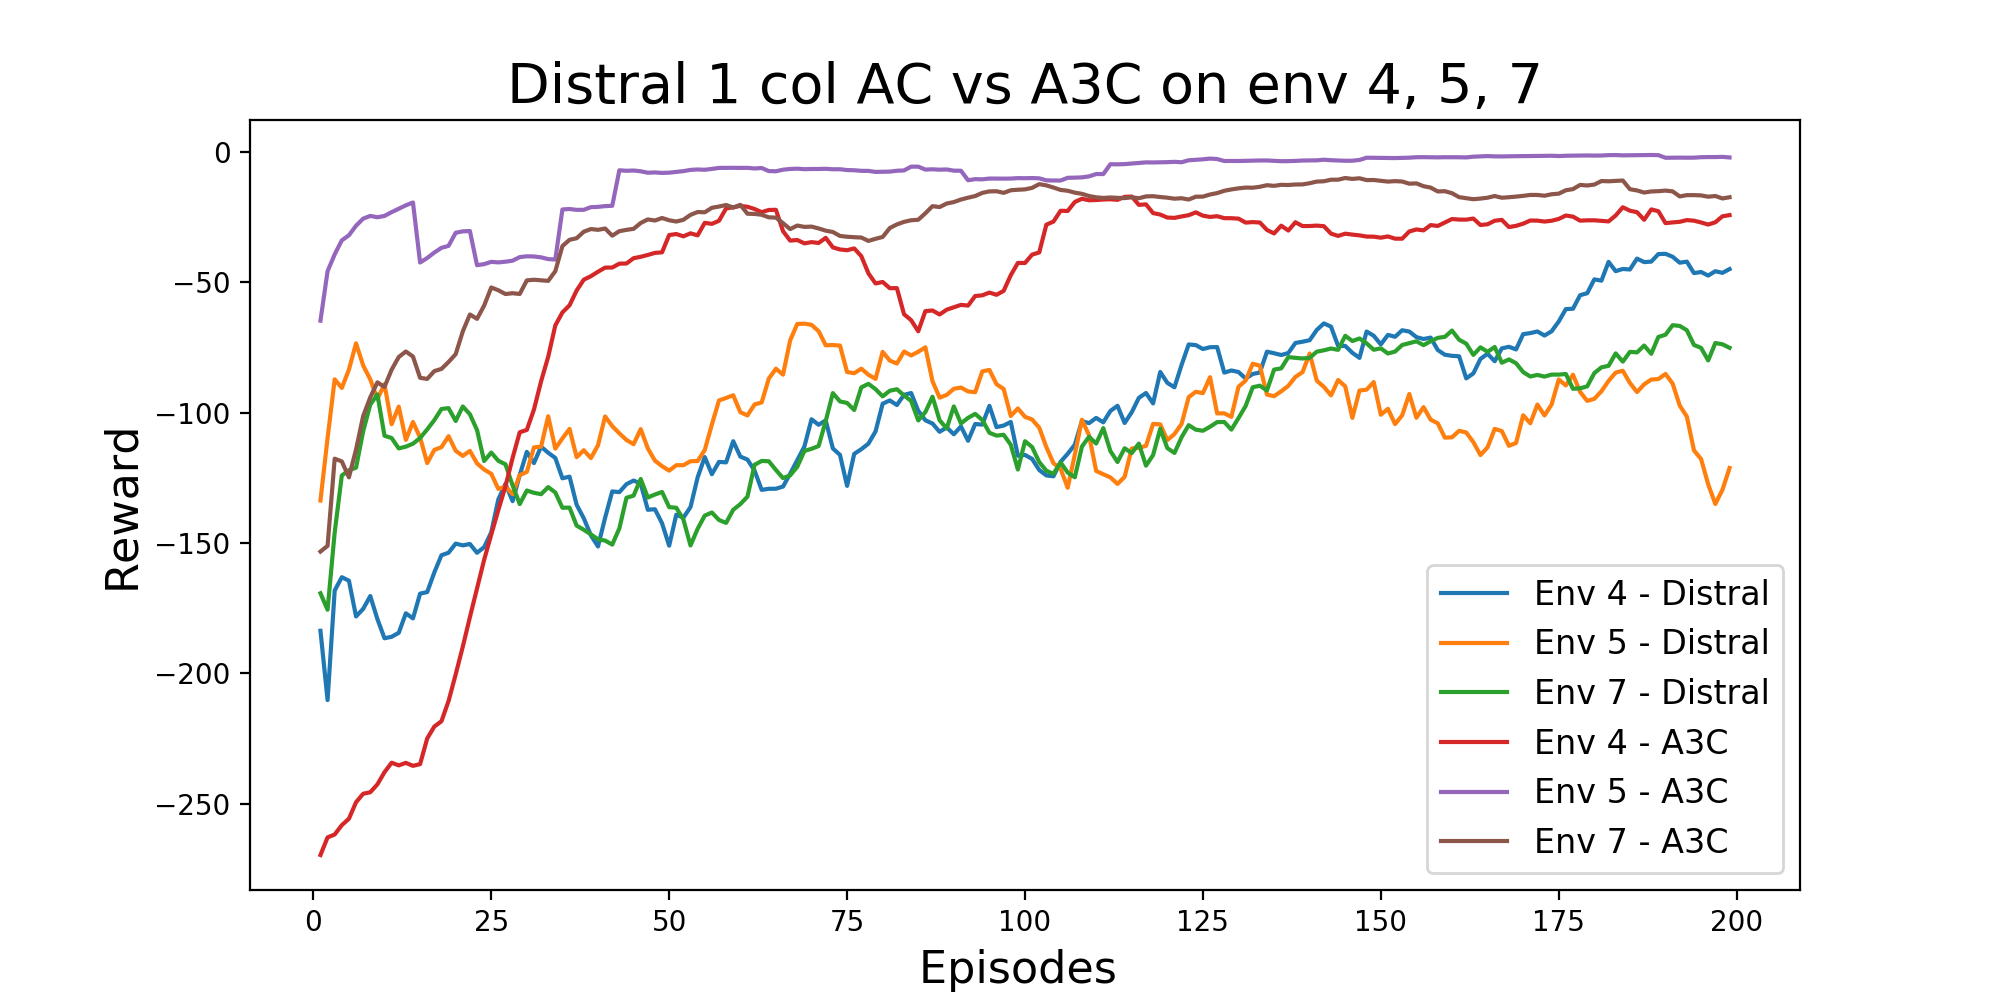 Distral 1 col AC vs A3C on env 4, 5, 7
Reward
0
−50
−100
−150
−200
−250
0 25 50 75 100 125 150 175 200
Episodes
Env 4 - Distral
Env 5 - Distral
Env 7 - Distral
Env 4 - A3C
Env 5 - A3C
Env 7 - A3C